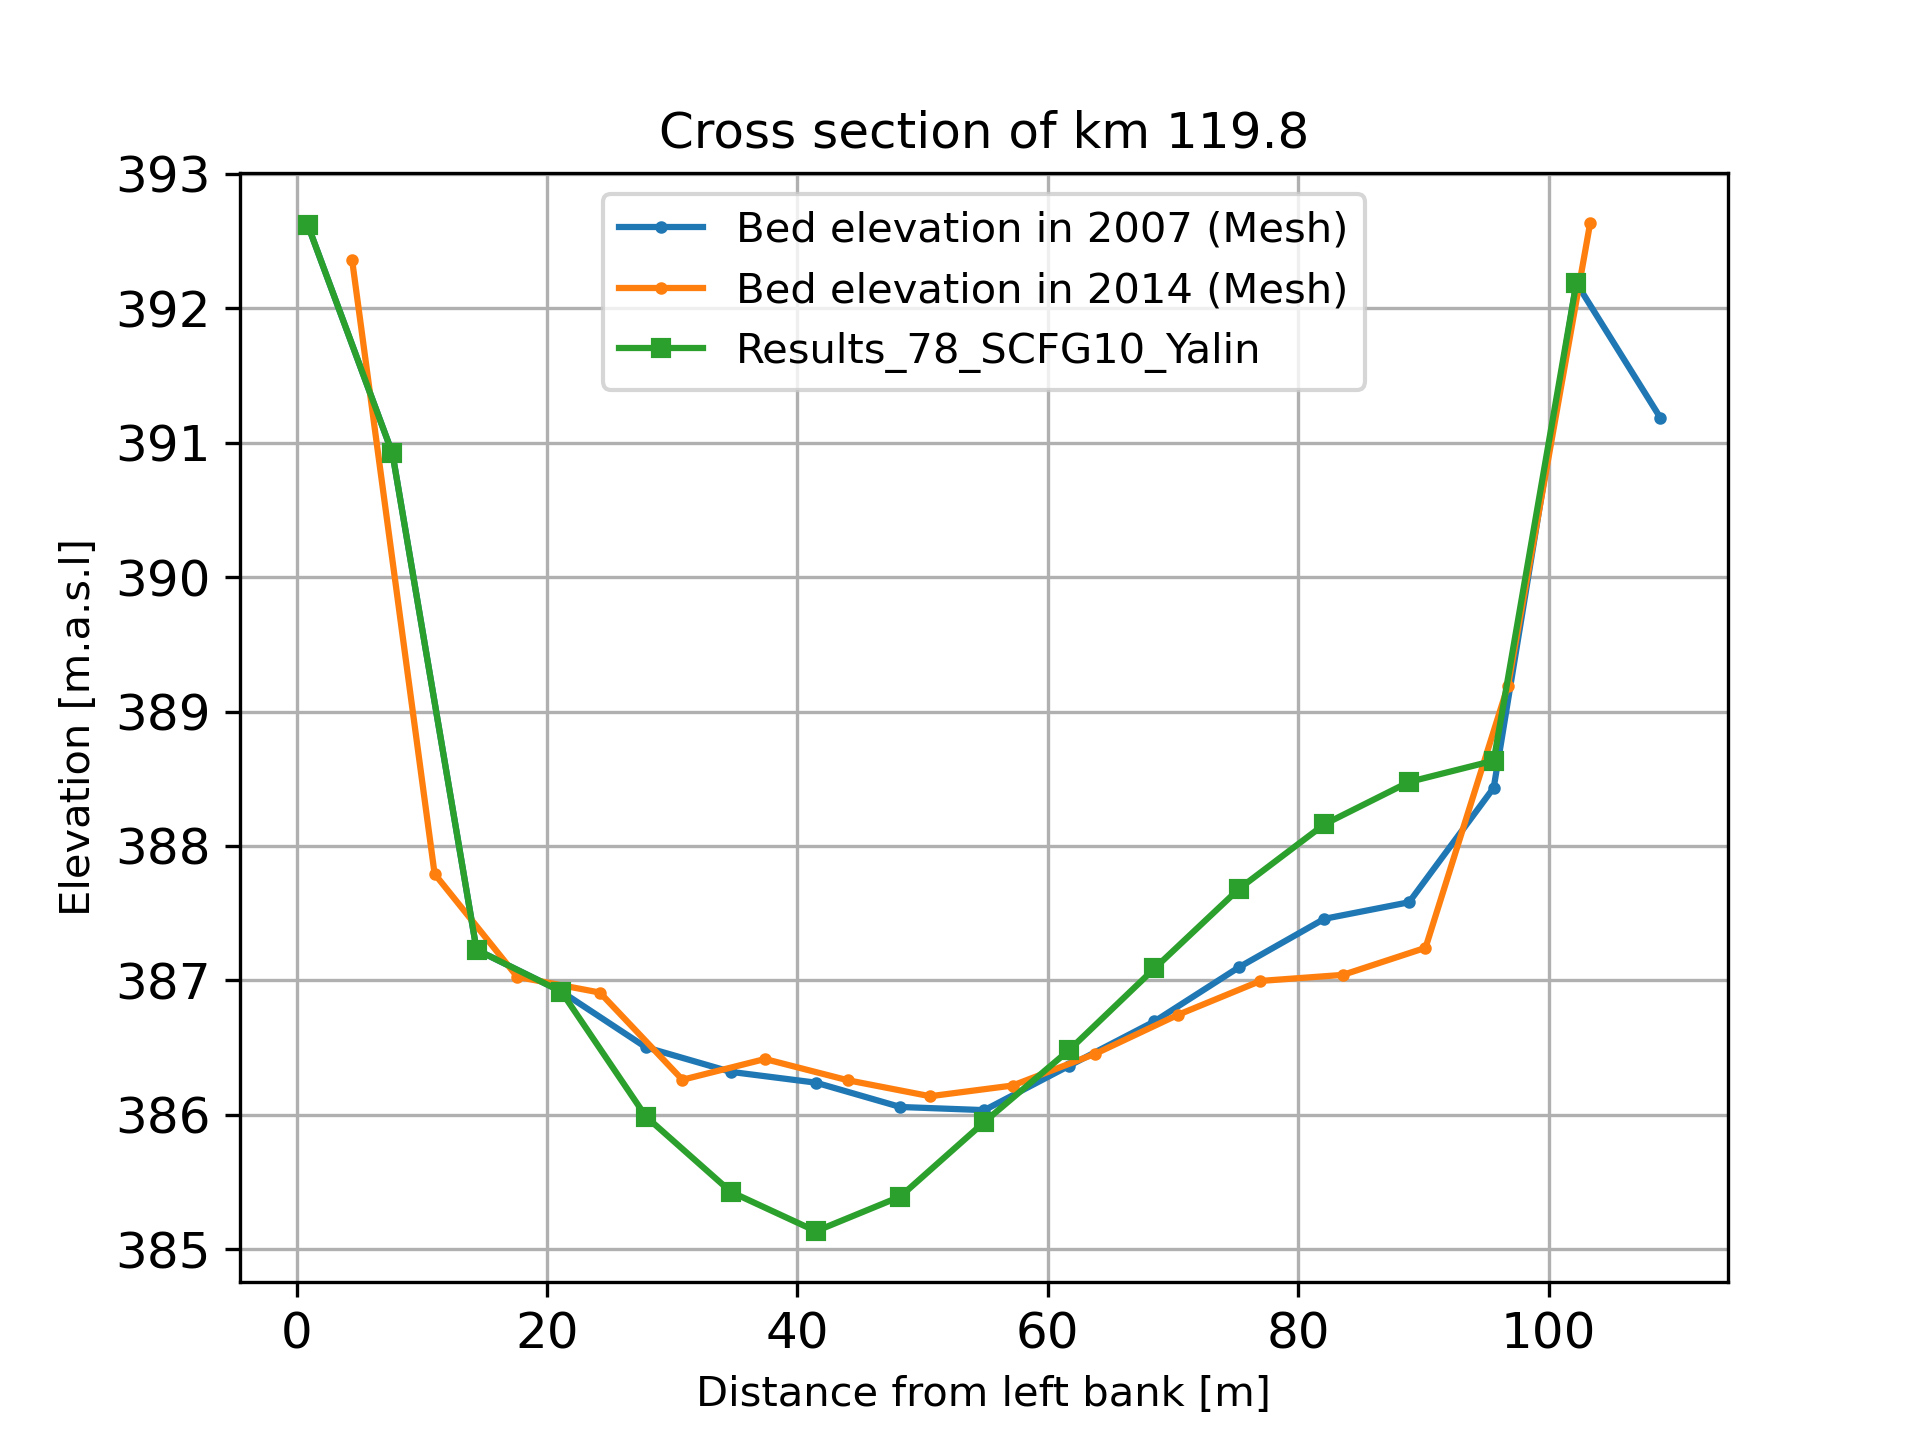 Cross section of km 119.8
393
392
391
390
389
388
387
386
385
Elevation [m.a.s.l]
Bed elevation in 2007 (Mesh)
Bed elevation in 2014 (Mesh)
Results_78_SCFG10_Yalin
0 20 40 60 80 100
Distance from left bank [m]